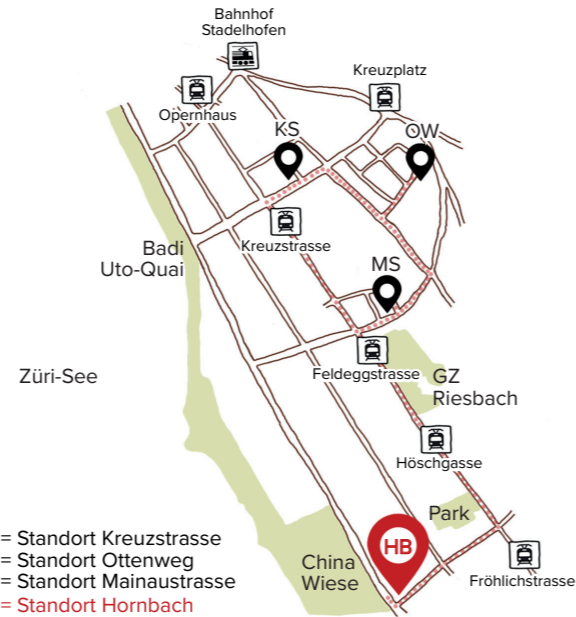 Bahnhof
Stadelhofen
Kreuzplatz
Opernhaus
KS
OW
Kreuzstrasse
Badi
Uto-Quai
MS
Züri-See
Feldeggstrasse
GZ
Riesbach
Höschgasse
Park
HB
China
Wiese
Fröhlichstrasse
= Standort Kreuzstrasse
= Standort Ottenweg
= Standort Mainaustrasse
= Standort Hornbach